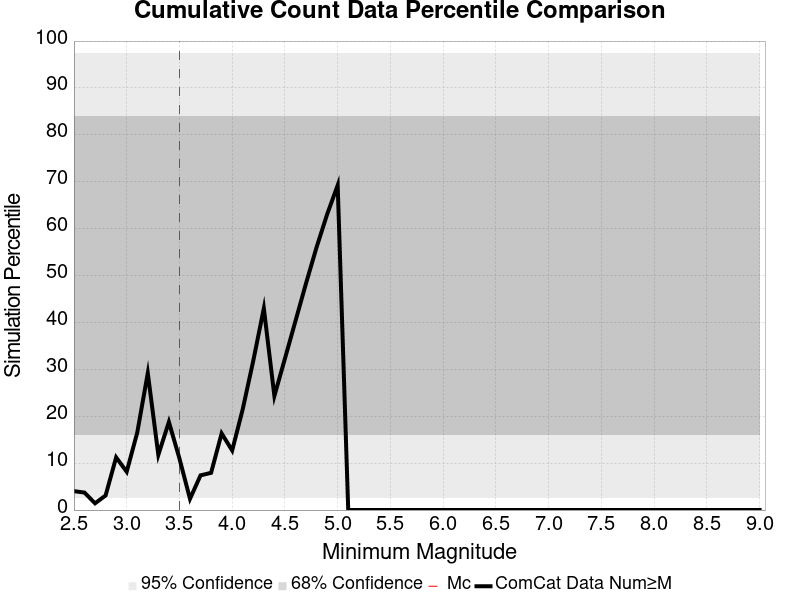 Cumulative Count Data Percentile Comparison
100
90
80
70
60
50
40
30
20
10
0
Simulation Percentile
2.5 3.0 3.5 4.0 4.5 5.0 5.5 6.0 6.5 7.0 7.5 8.0 8.5 9.0
Minimum Magnitude
95% Confidence 68% Confidence Mc ComCat Data Num≥M